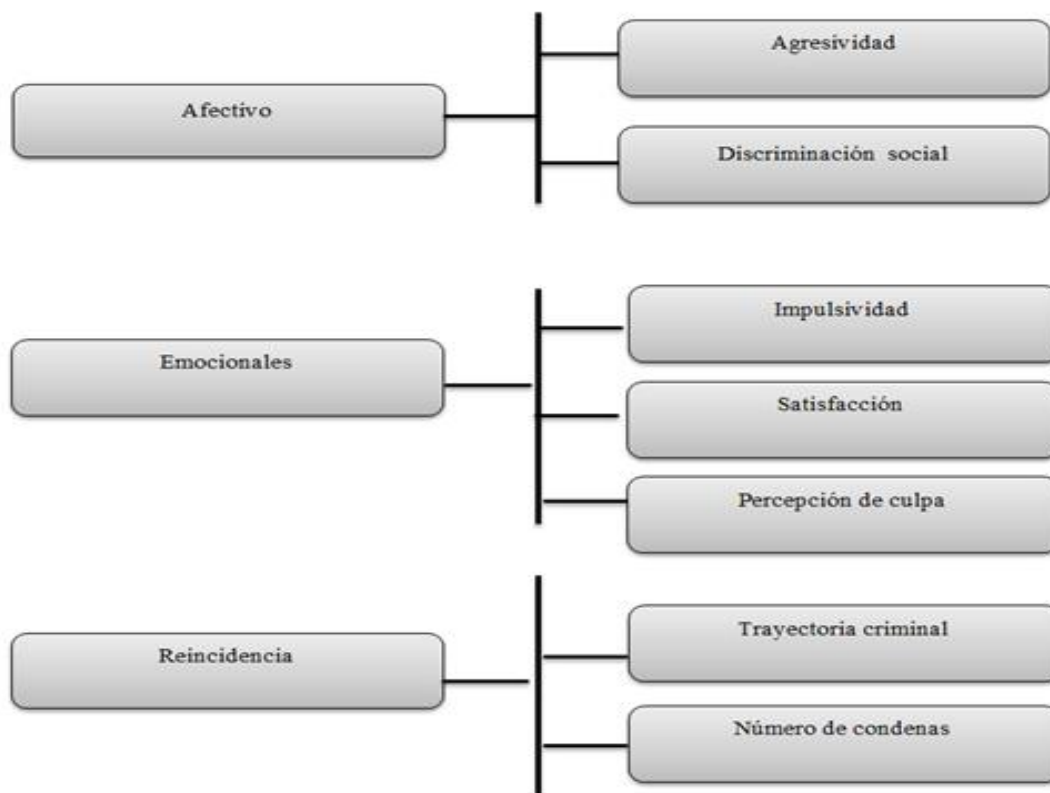 Afectivo
Agresividad
Discriminación social
Emocionales
Impulsividad
Satisfacción
Percepción de culpa
Reincidencia
Trayectoria criminal
Número de condenas